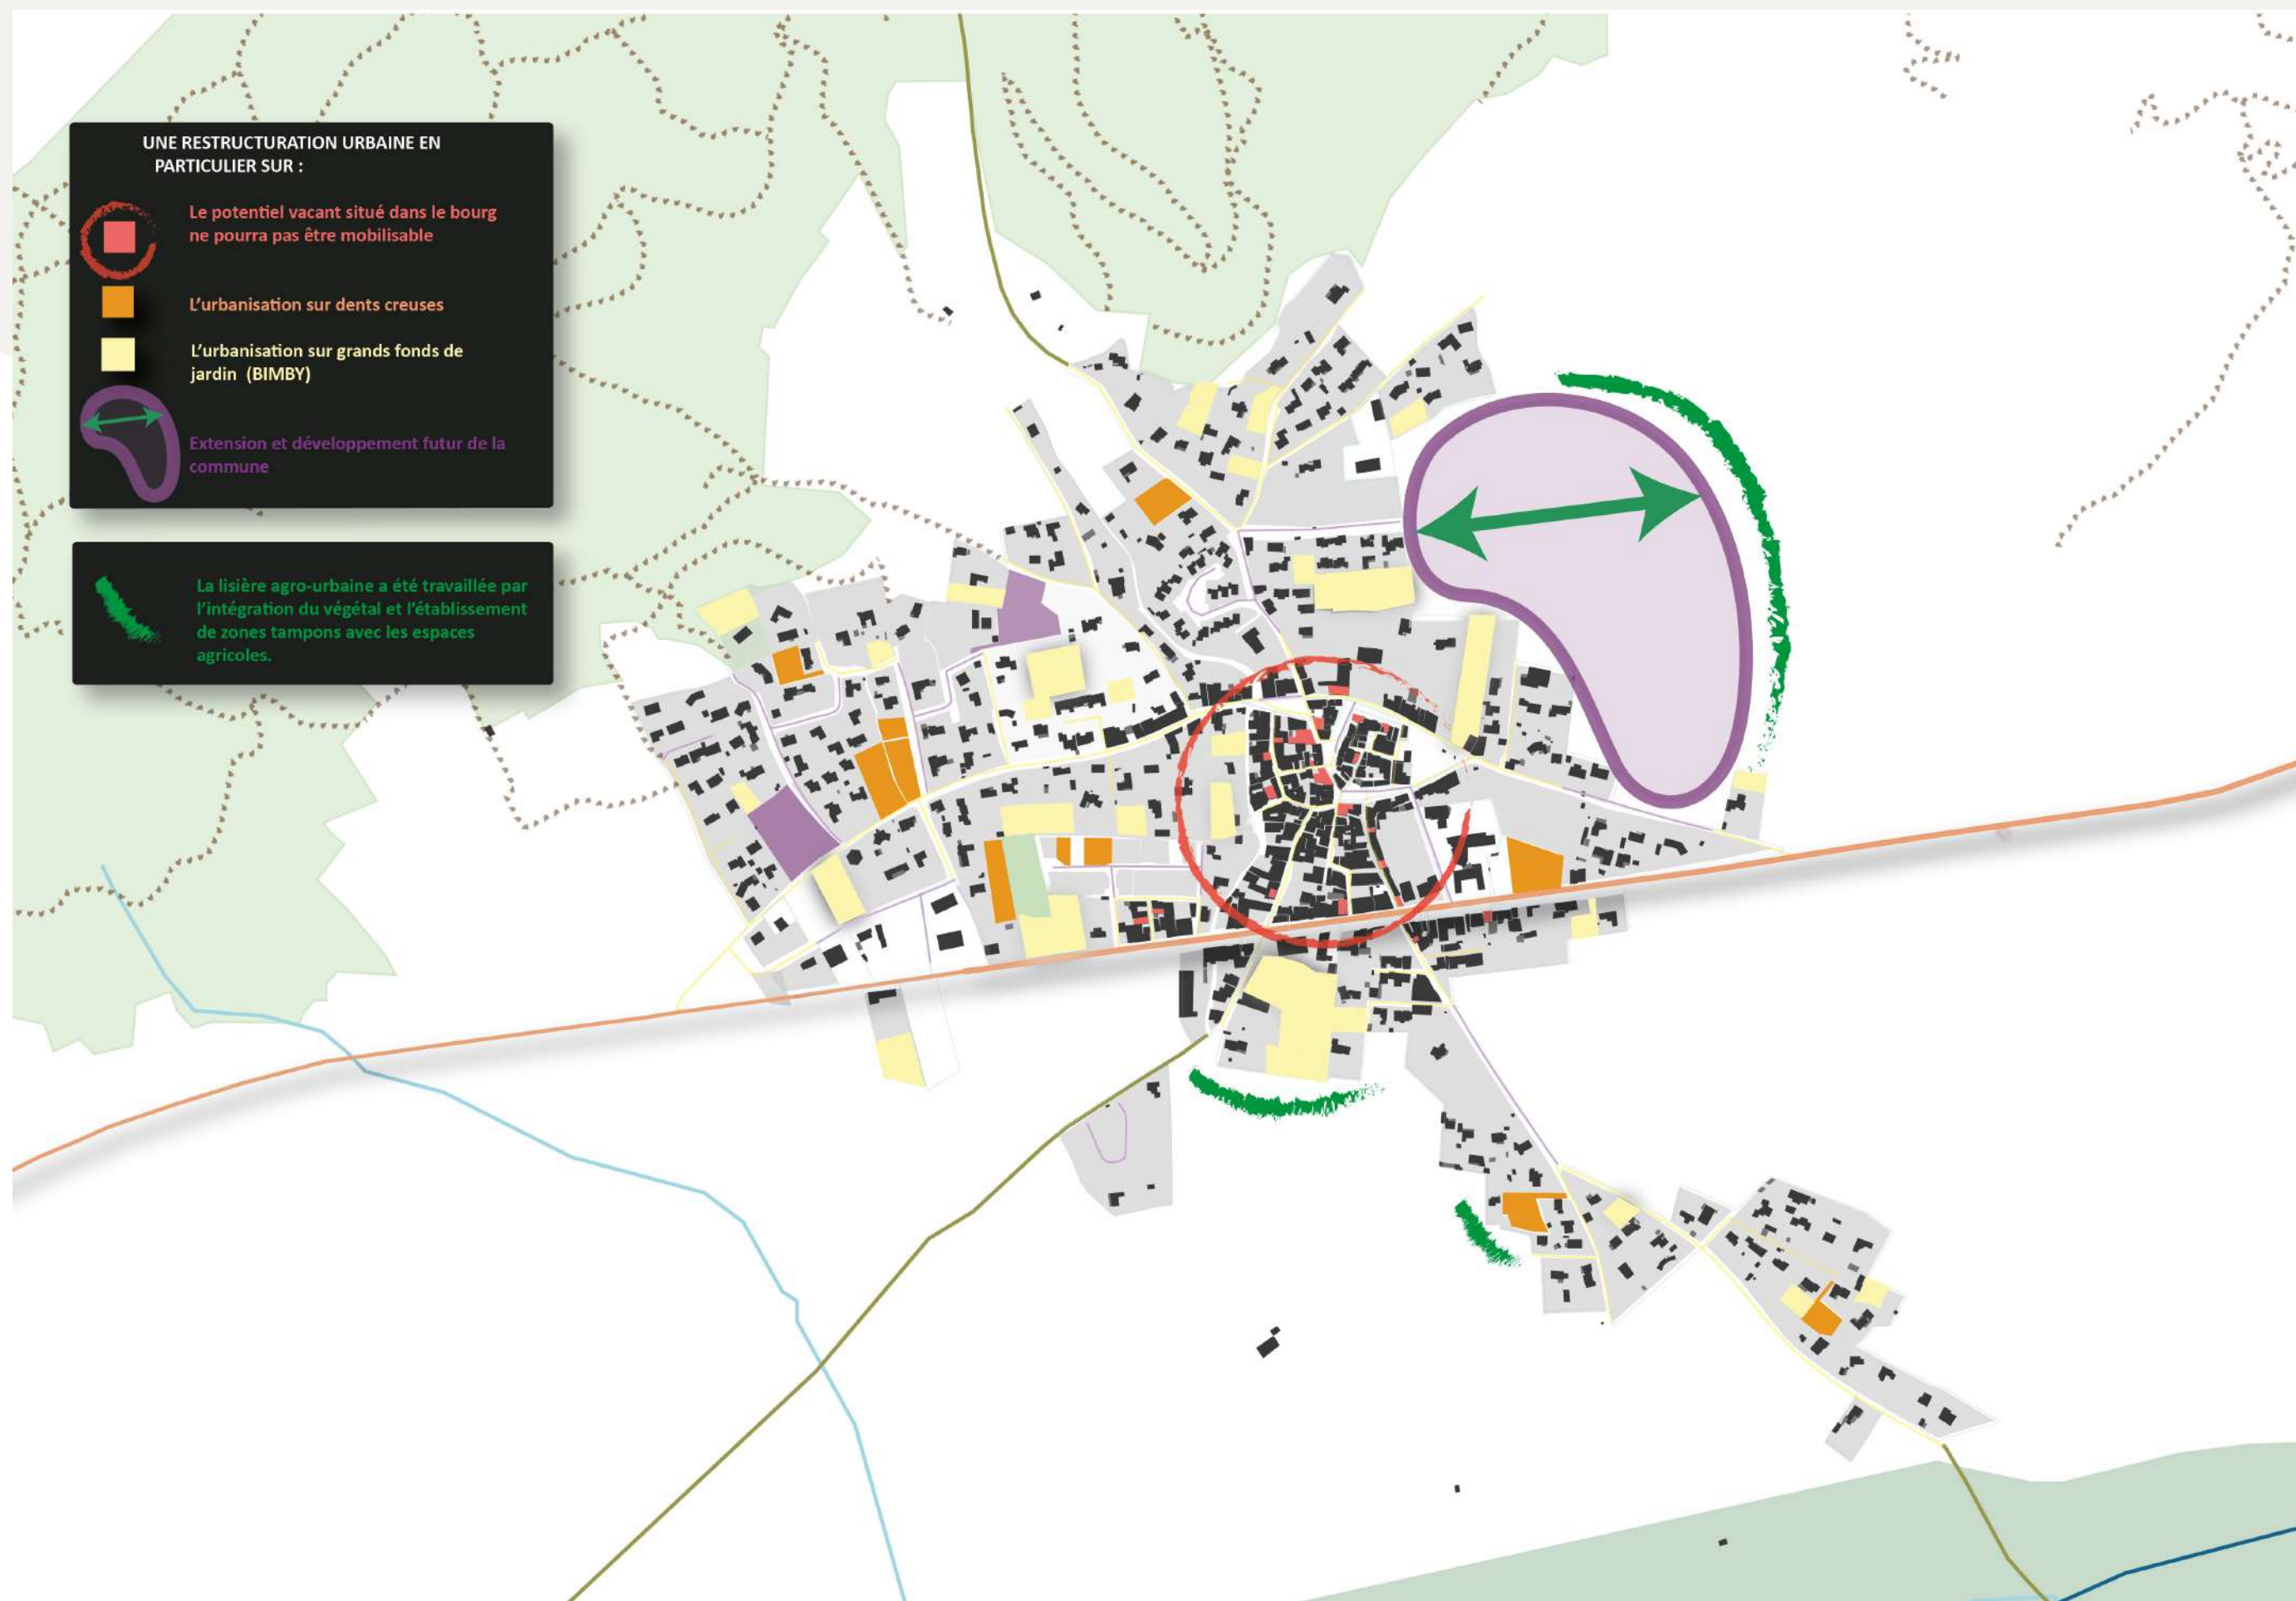 UNE RESTRUCTURATION URBAINE EN
PARTICULIER SUR :
Le potentiel vacant situé dans le bourg
ne pourra pas être mobilisable
L'urbanisation sur dents creuses
L'urbanisation sur grands fonds de
jardin (BIMBY)
Extension et développement futur de la
commune
La lisière agro-urbaine a été travaillée par
l'intégration du végétal et l'établissement
de zones tampons avec les espaces
agricoles.